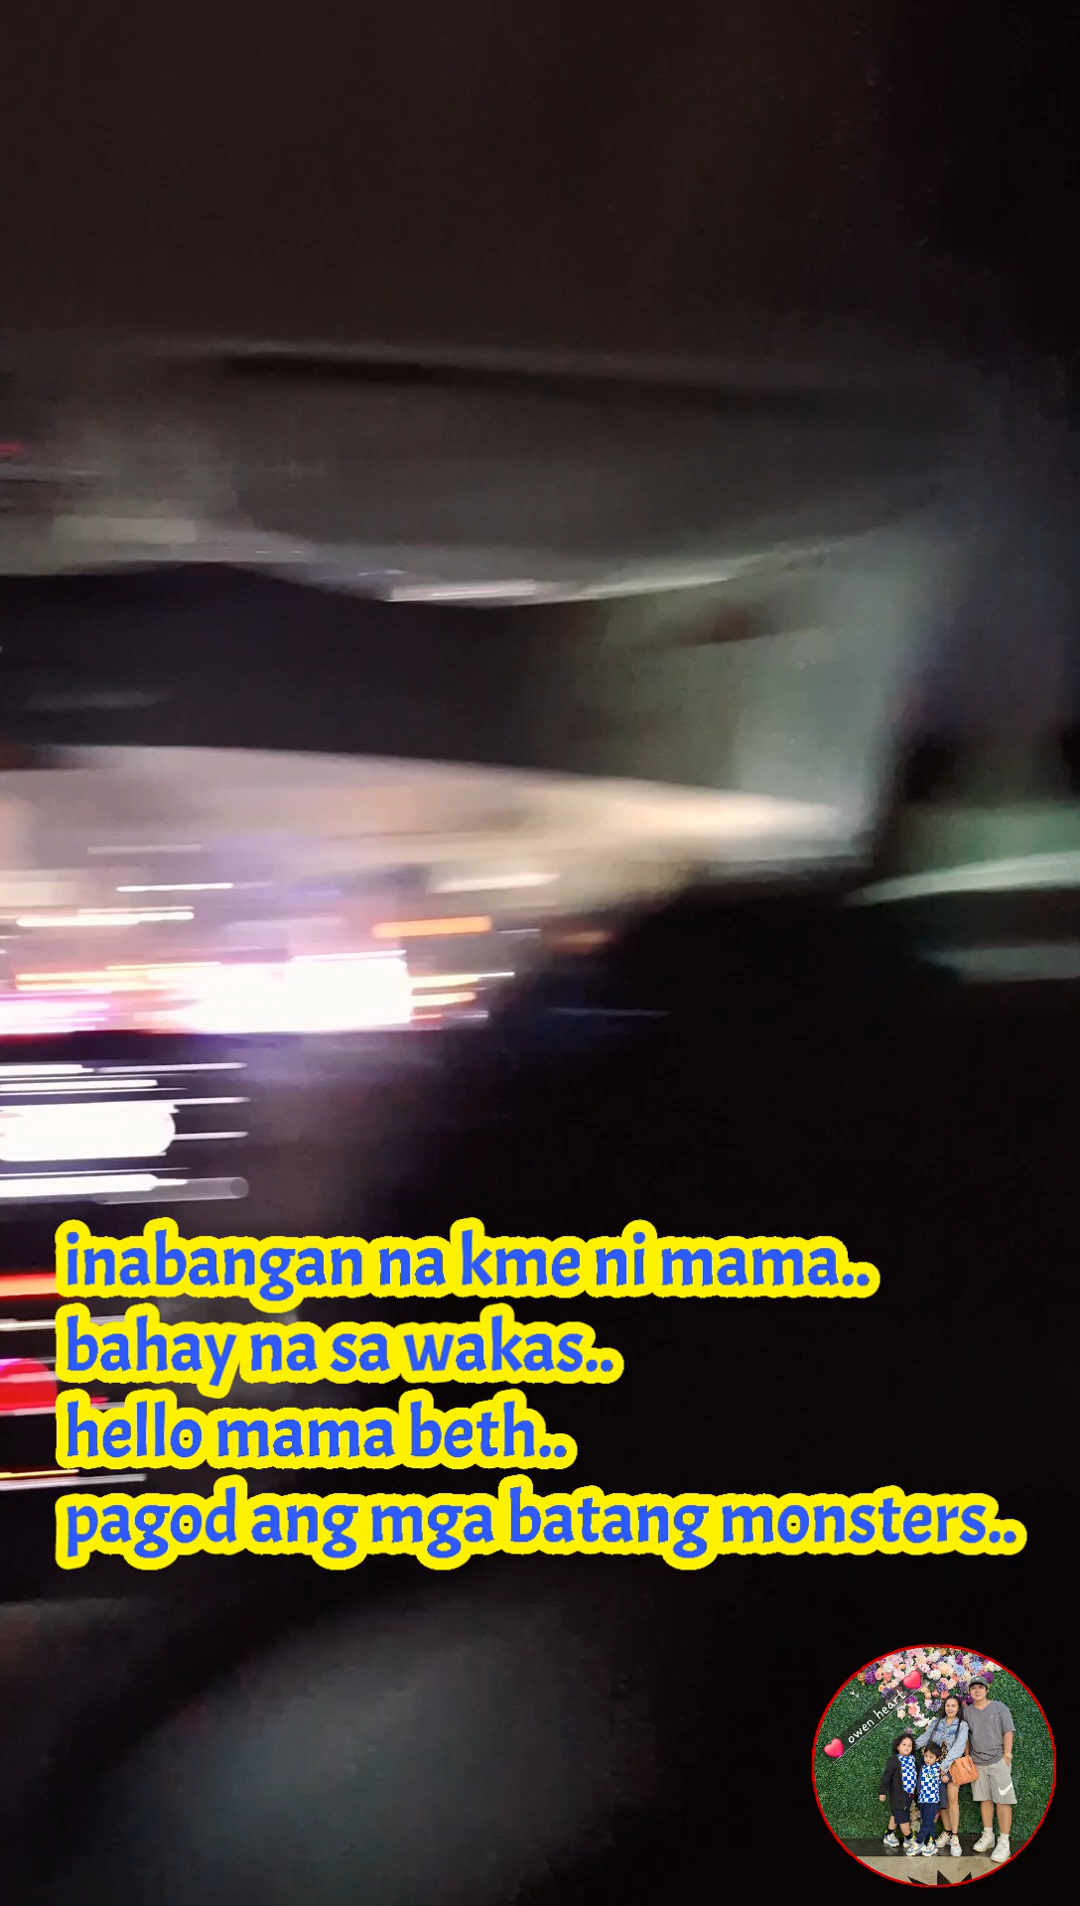 inabangan na kme ni mama..
bahay na sa wakas..
hello mama beth..
pagod ang mga batang monsters..
owen heart